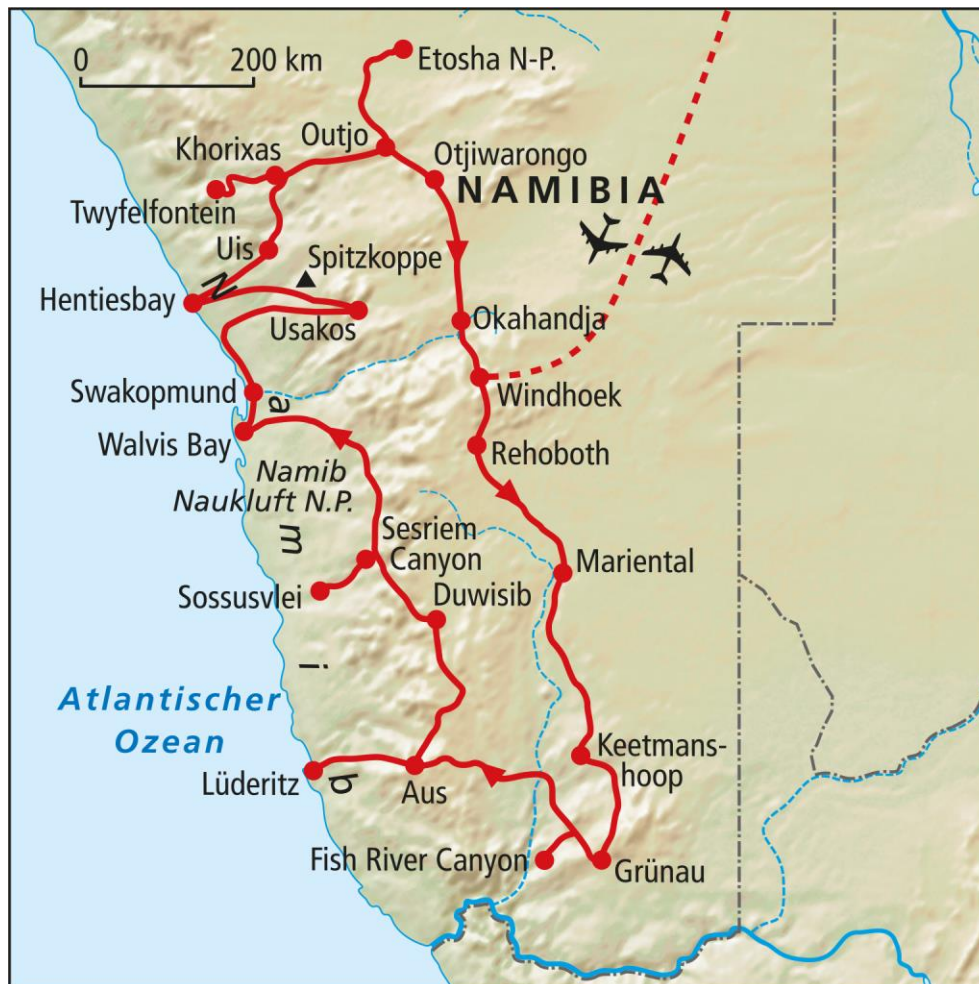 0 200 km
Etosha N-P.
Outjo
Khorixas
Otjiwarongo
NAMIBIA
Twyfelfontein
Uis
Spitzkoppe
Hentiesbay
Usakos
Okahandja
Swakopmund
Windhoek
Walvis Bay
Rehoboth
Namib
Naukluft N.P.
Namib
Sesriem
Canyon
Mariental
Sossusvlei
Duwisib
Atlantischer
Ozean
Keetmans-
hoop
Lüderitz
Aus
Fish River Canyon
Grünau